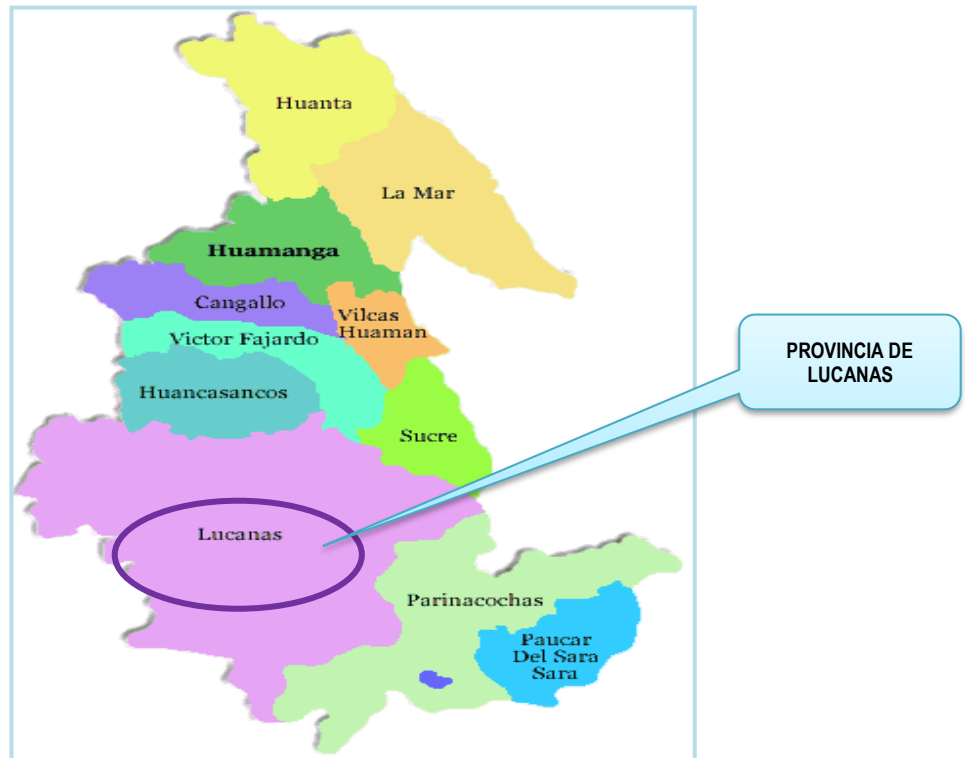 Huanta
La Mar
Huamanga
Cangallo
Vilcas
Huaman
Victor Fajardo
PROVINCIA DE
LUCANAS
Huancasancos
Sucre
Lucanas
Parinacochas
Paucar
Del Sara
Sara